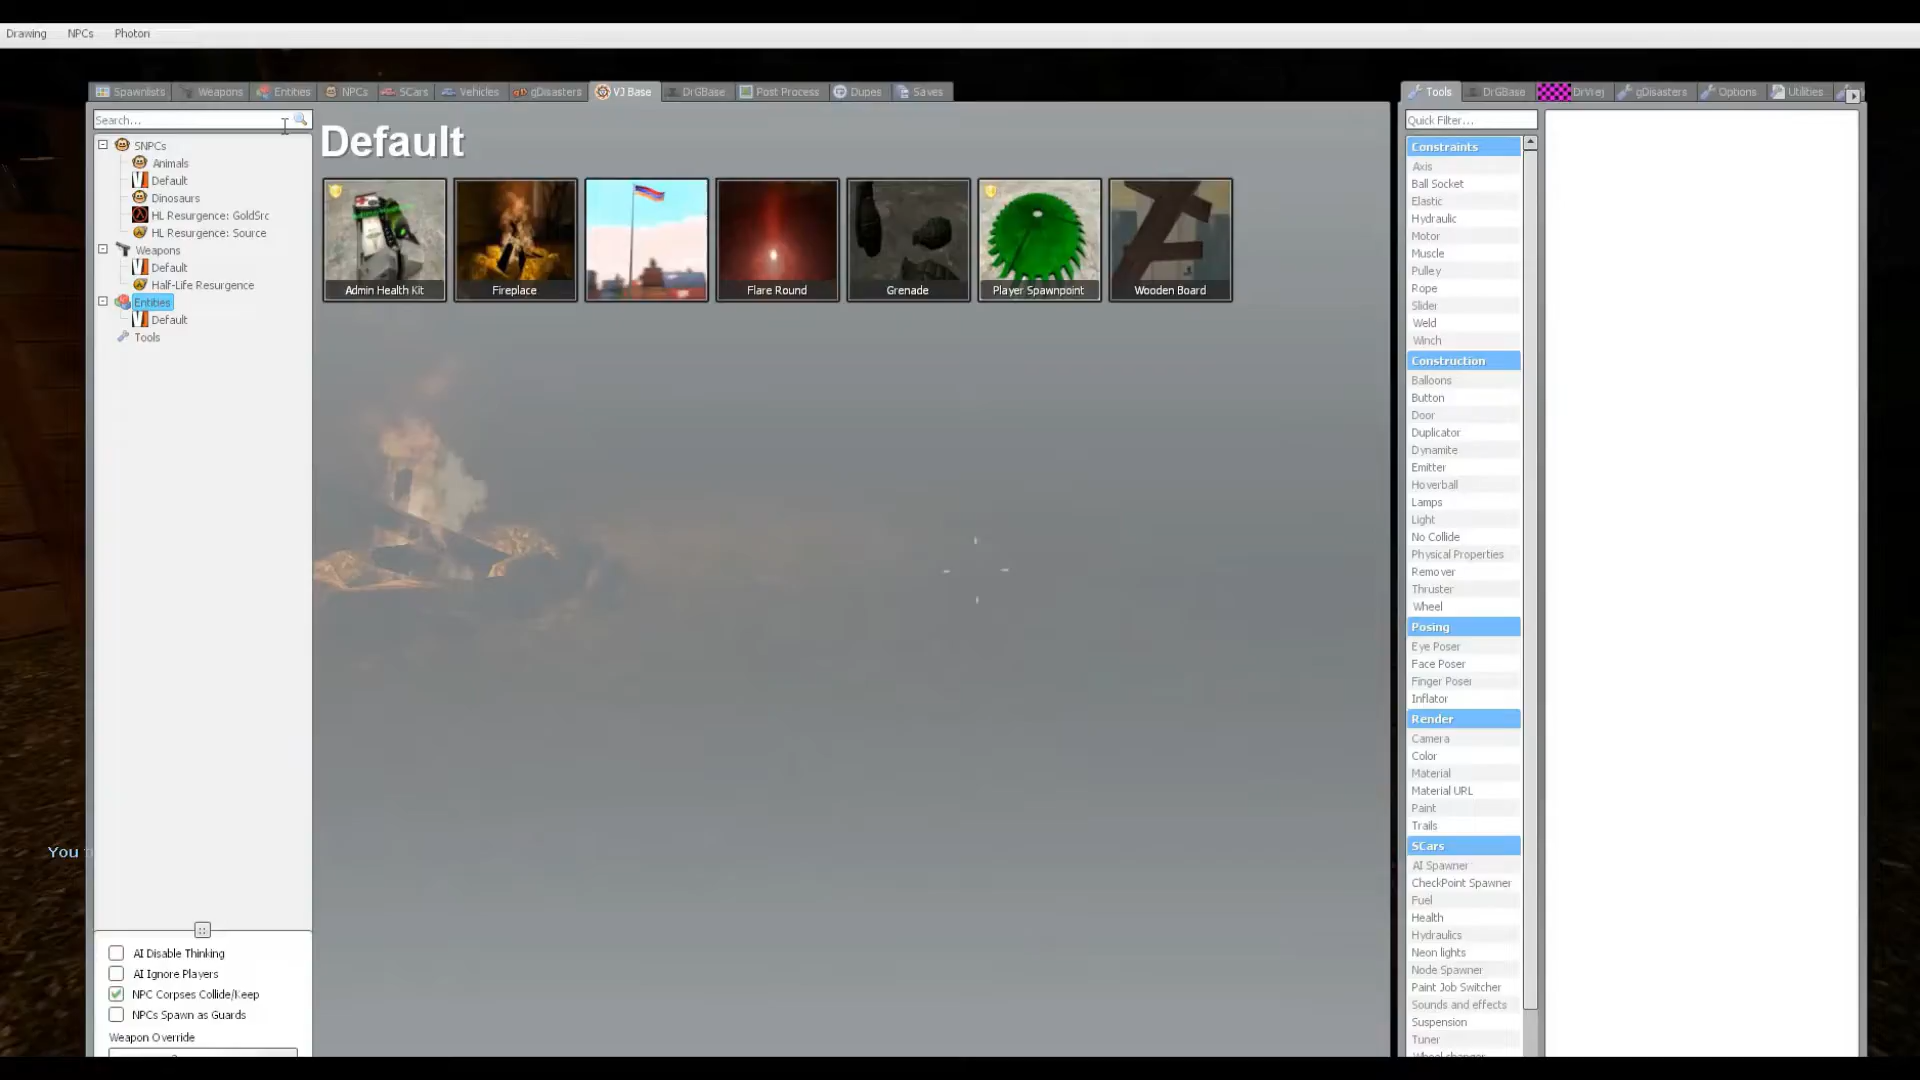 Drawing NPCs Photon
Spawnlists Weapons Entities NPCs SCars Vehicles gDisasters VJ Base DrGBase Post Process Dupes Saves
Search...
SNPCs
Animals
Default
Dinosaurs
HL Resurgence: GoldSrc
HL Resurgence: Source
Weapons
Default
Half-Life Resurgence
Entities
Default
Tools
Default
Admin Health Kit Fireplace Flare Round Grenade Player Spawnpoint Wooden Board
You
AI Disable Thinking
AI Ignore Players
NPC Corpses Collide/Keep
NPCs Spawn as Guards
Weapon Override
Tools DrGBase DrVrej gDisasters Options Utilities
Quick Filter...
Constraints
Axis
Ball Socket
Elastic
Hydraulic
Motor
Muscle
Pulley
Rope
Slider
Weld
Winch
Construction
Balloons
Button
Door
Duplicator
Dynamite
Emitter
Hoverball
Lamps
Light
No Collide
Physical Properties
Remover
Thruster
Wheel
Posing
Eye Poser
Face Poser
Finger Poser
Inflator
Render
Camera
Color
Material
Material URL
Paint
Trails
SCars
AI Spawner
CheckPoint Spawner
Fuel
Health
Hydraulics
Neon lights
Node Spawner
Paint Job Switcher
Sounds and effects
Suspension
Tuner
Wheel changer